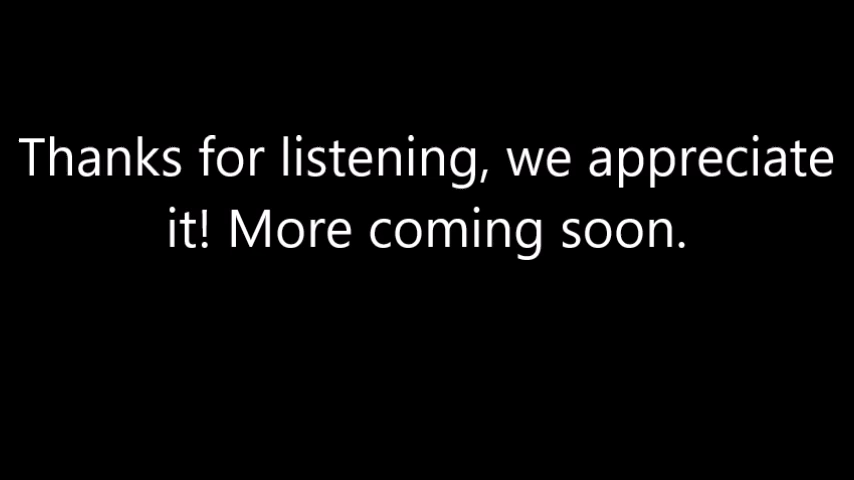 Thanks for listening, we appreciate
it! More coming soon.